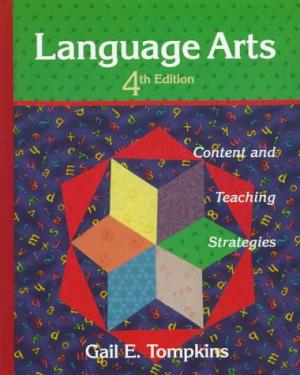 Language Arts
4th Edition
Content and
Teaching
Strategies
Gail E. Tompkins